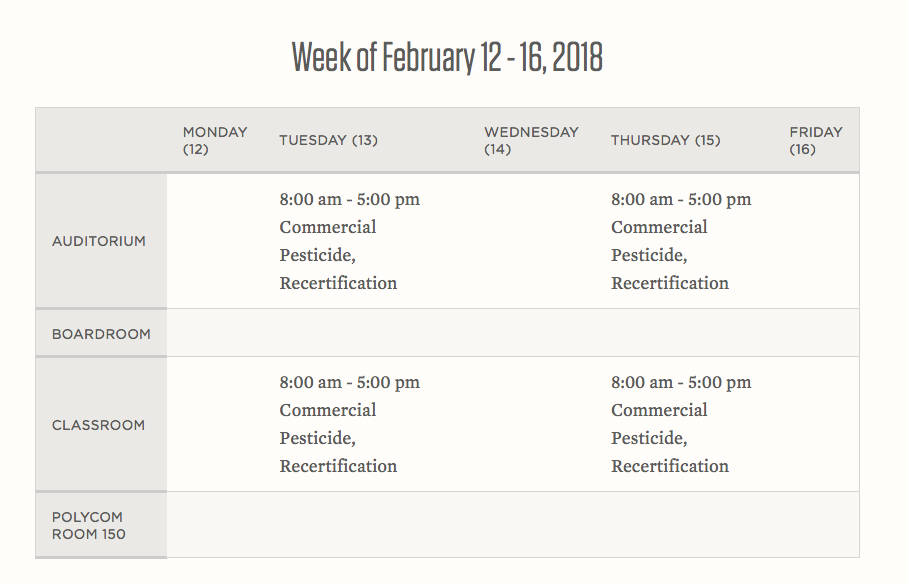 Week of February 12 - 16, 2018
MONDAY
(12)
TUESDAY (13)
WEDNESDAY
(14)
THURSDAY (15)
FRIDAY
(16)
AUDITORIUM
8:00 am - 5:00 pm
Commercial
Pesticide,
Recertification
8:00 am - 5:00 pm
Commercial
Pesticide,
Recertification
BOARDROOM
CLASSROOM
8:00 am - 5:00 pm
Commercial
Pesticide,
Recertification
8:00 am - 5:00 pm
Commercial
Pesticide,
Recertification
POLYCOM
ROOM 150